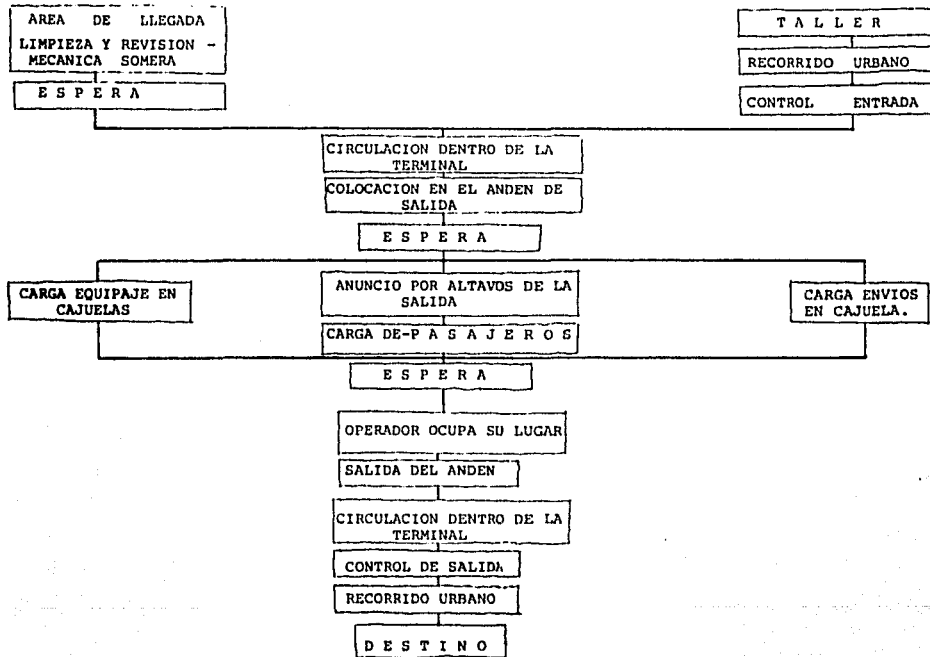 AREA DE LLEGADA
LIMPIEZA Y REVISION -
MECANICA SOMERA
E S P E R A
T A L L E R
RECORRIDO URBANO
CONTROL ENTRADA
CIRCULACION DENTRO DE LA
TERMINAL
COLOCACION EN EL ANDEN DE
SALIDA
E S P E R A
CARGA EQUIPAJE EN
CAJUELAS
ANUNCIO POR ALTAVOS DE LA
SALIDA
CARGA DE-P A S A J E R O S
CARGA ENVIOS
EN CAJUELA.
E S P E R A
OPERADOR OCUPA SU LUGAR
SALIDA DEL ANDEN
CIRCULACION DENTRO DE LA
TERMINAL
CONTROL DE SALIDA
RECORRIDO URBANO
D E S T I N O